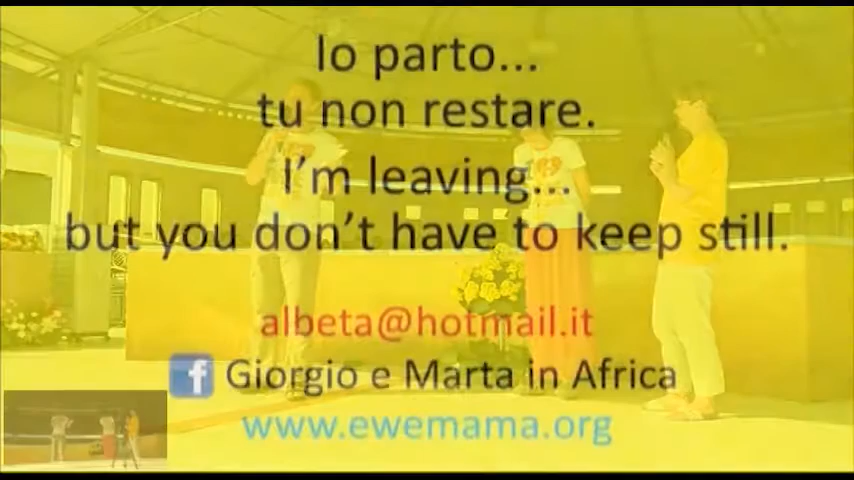 Io parto...
tu non restare.
I'm leaving...
but you don't have to keep still.
albeta@hotmail.it
f Giorgio e Marta in Africa
www.ewemama.org